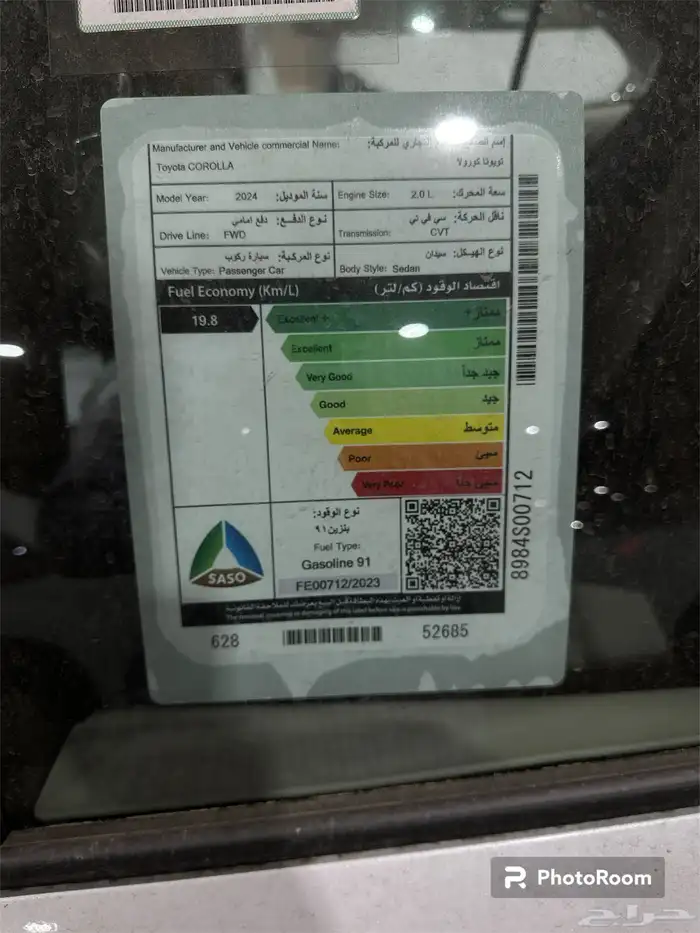 Manufacturer and Vehicle commercial Name: للمركبة:
Toyota COROLLA تويوتا كورولا
Model Year: 2024 سنة الموديل: Engine Size: 2.0 L سعة المحرك:
نوع الدفع: دفع امامي ناقل الحركة: سي في تي
Drive Line: FWD Transmission: CVT
نوع المركبة: سيارة ركوب نوع الهيكل: سيدان
Vehicle Type: Passenger Car Body Style: Sedan
Fuel Economy (Km/L) اقتصاد الوقود (كم/لتر)
19.8 Excellent + ممتاز +
Excellent ممتاز
Very Good جيد جداً
Good جيد
Average متوسط
Poor سيئ
Very Poor سيئ جدا
نوع الوقود:
بنزين ٩١
Fuel Type:
Gasoline 91
FE00712/2023
SASO
8984S00712
628 52685
PhotoRoom
حراج